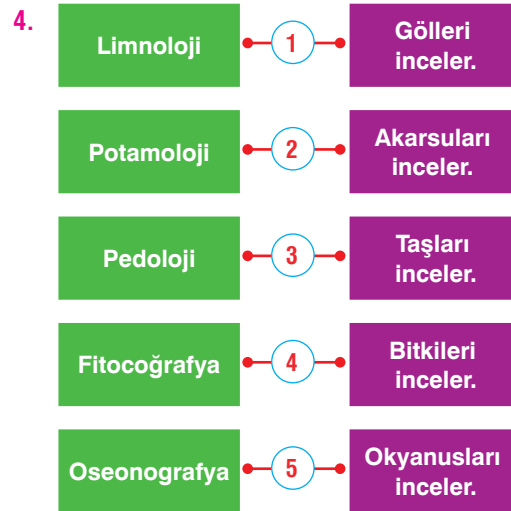 4.
Limnoloji 1 Gölleri
inceler.
Potamoloji 2 Akarsuları
inceler.
Pedoloji 3 Taşları
inceler.
Fitocoğrafya 4 Bitkileri
inceler.
Oseonografya 5 Okyanusları
inceler.